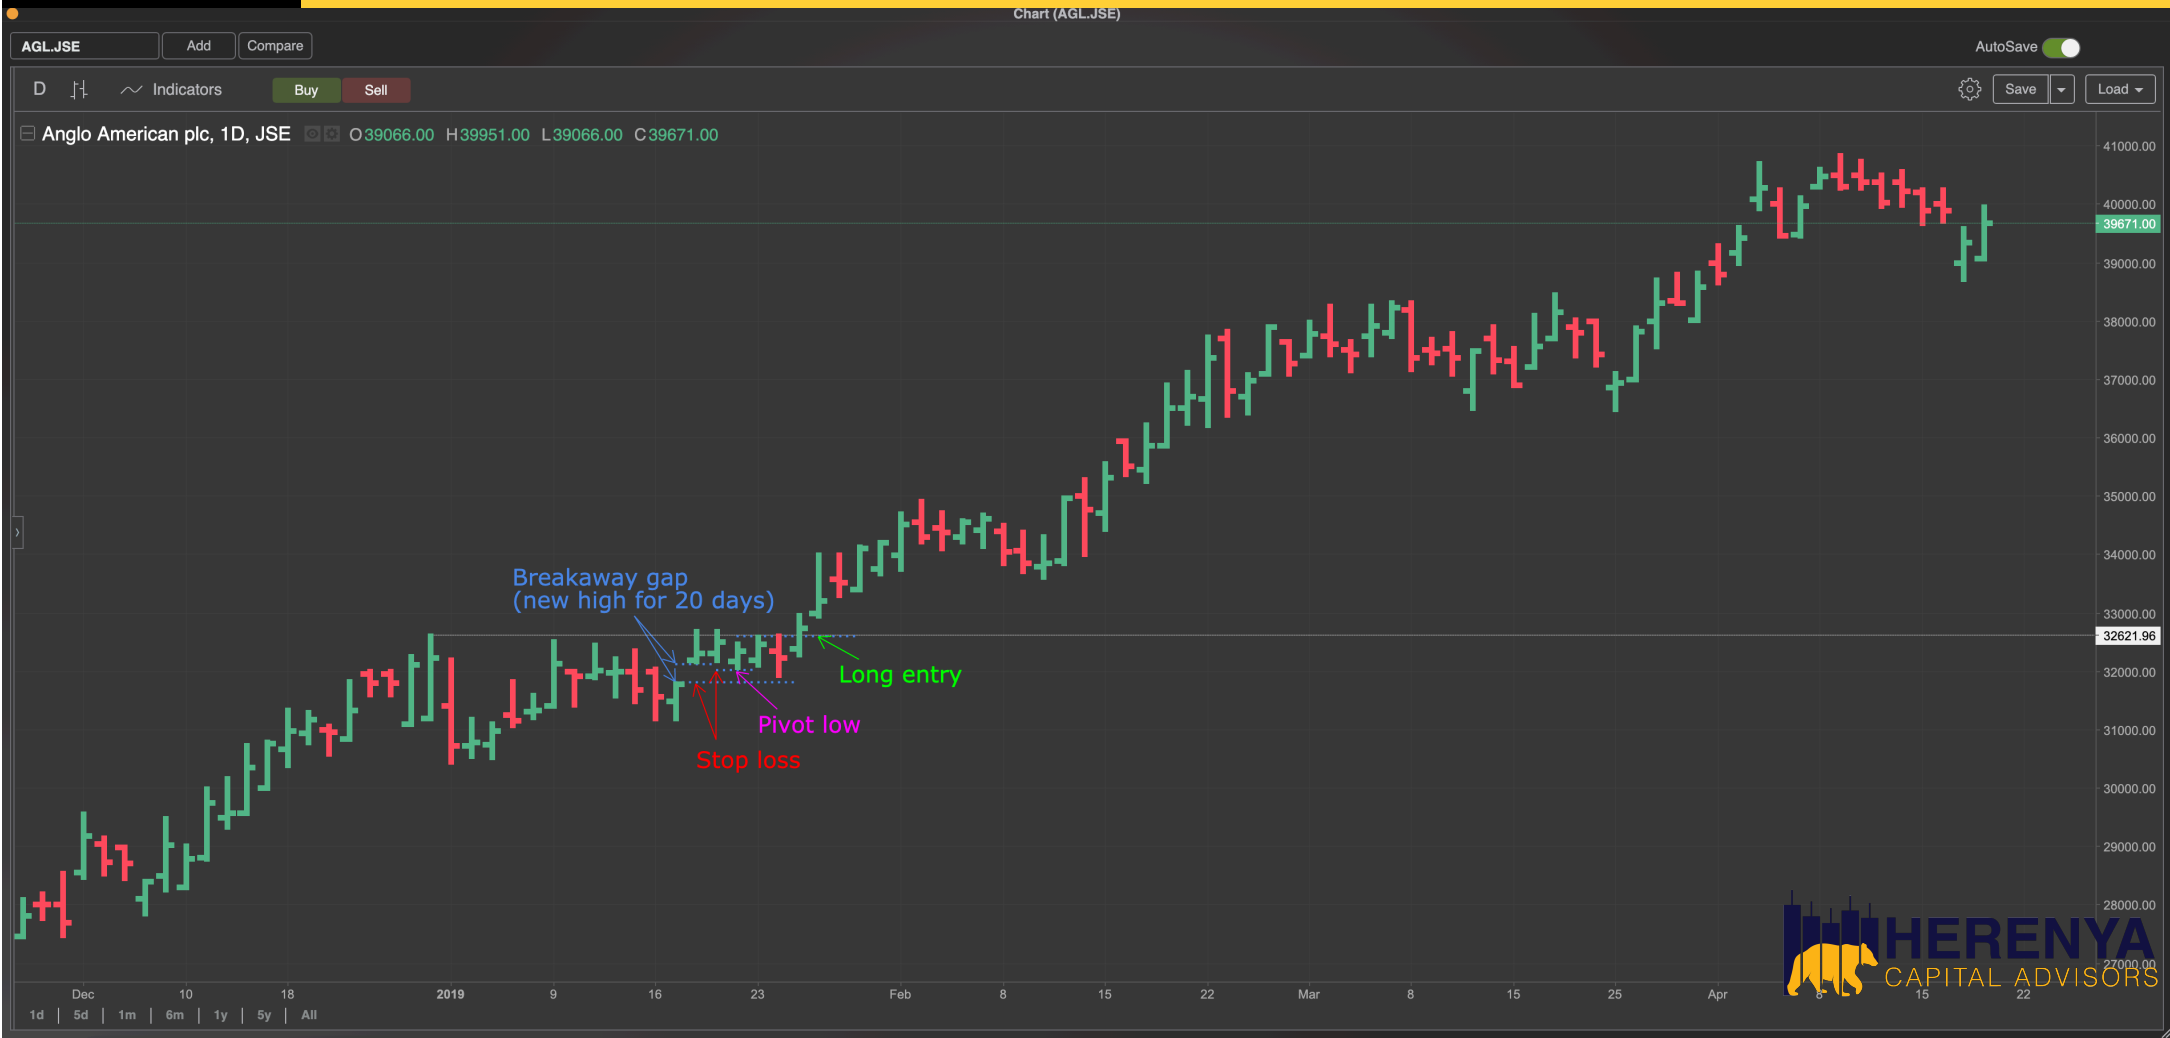 Chart (AGL.JSE)
AGL.JSE Add Compare AutoSave
D Indicators Buy Sell Save Load
Anglo American plc, 1D, JSE O39066.00 H39951.00 L39066.00 C39671.00
41000.00
40000.00
39671.00
39000.00
38000.00
37000.00
36000.00
35000.00
34000.00
Breakaway gap
(new high for 20 days)
33000.00
32621.96
Long entry
32000.00
Pivot low
31000.00
Stop loss
30000.00
29000.00
28000.00
HERENYA
27000.00
CAPITAL ADVISORS
Dec 10 18 2019 9 16 23 Feb 8 15 22 Mar 8 15 25 Apr 8 15 22
1d 5d 1m 6m 1y 5y All